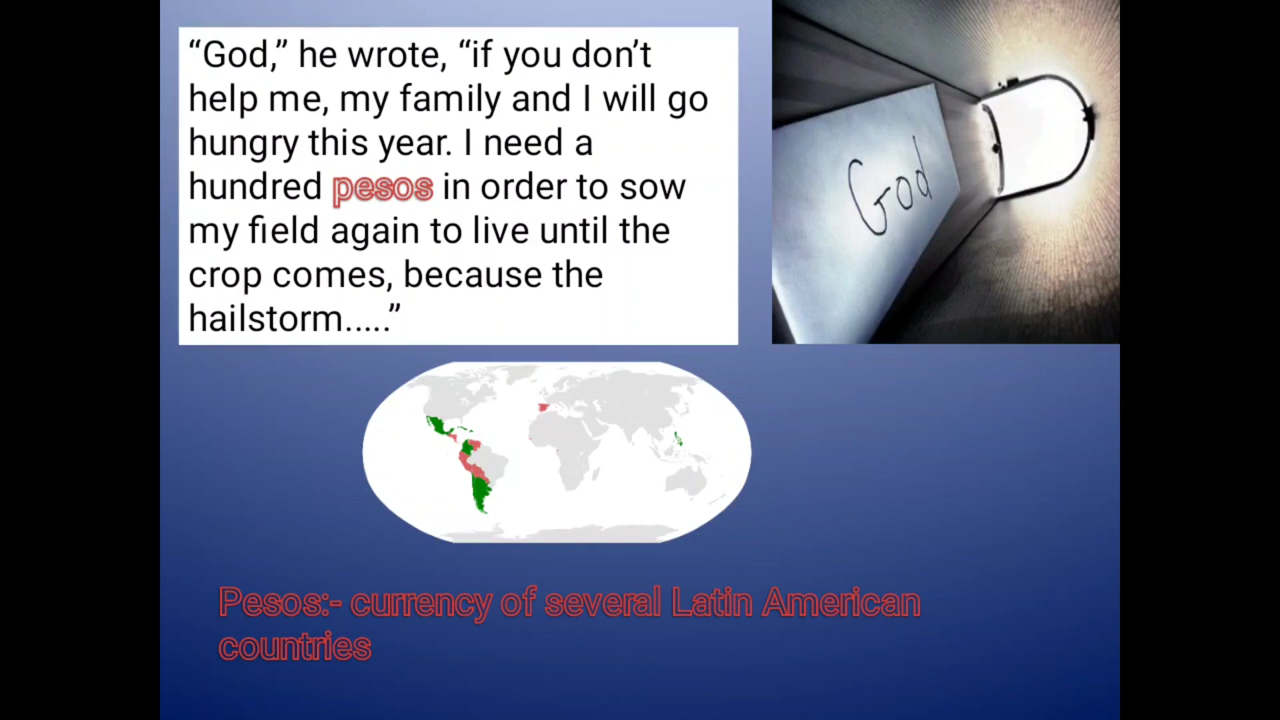 “God,” he wrote, “if you don’t
help me, my family and I will go
hungry this year. I need a
hundred pesos in order to sow
my field again to live until the
crop comes, because the
hailstorm.....”
God
Pesos:- currency of several Latin American
countries